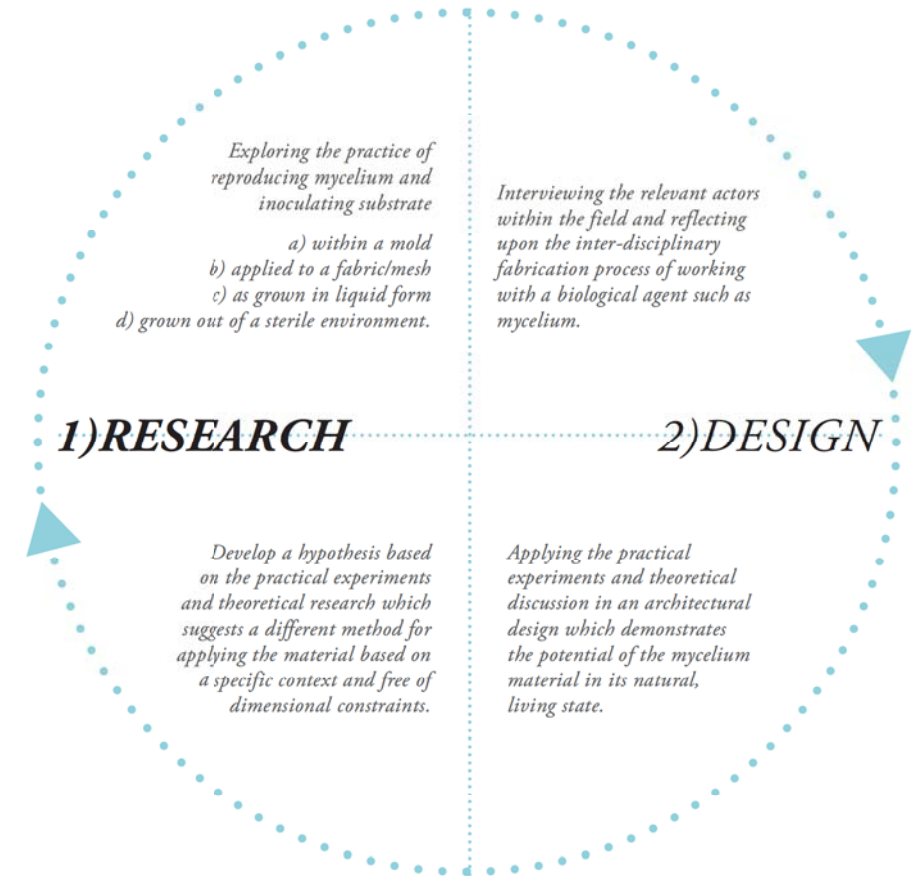 Exploring the practice of
reproducing mycelium and
inoculating substrate
a) within a mold
b) applied to a fabric/mesh
c) as grown in liquid form
d) grown out of a sterile environment.
Interviewing the relevant actors
within the field and reflecting
upon the inter-disciplinary
fabrication process of working
with a biological agent such as
mycelium.
1)RESEARCH
2)DESIGN
Develop a hypothesis based
on the practical experiments
and theoretical research which
suggests a different method for
applying the material based on
a specific context and free of
dimensional constraints.
Applying the practical
experiments and theoretical
discussion in an architectural
design which demonstrates
the potential of the mycelium
material in its natural,
living state.